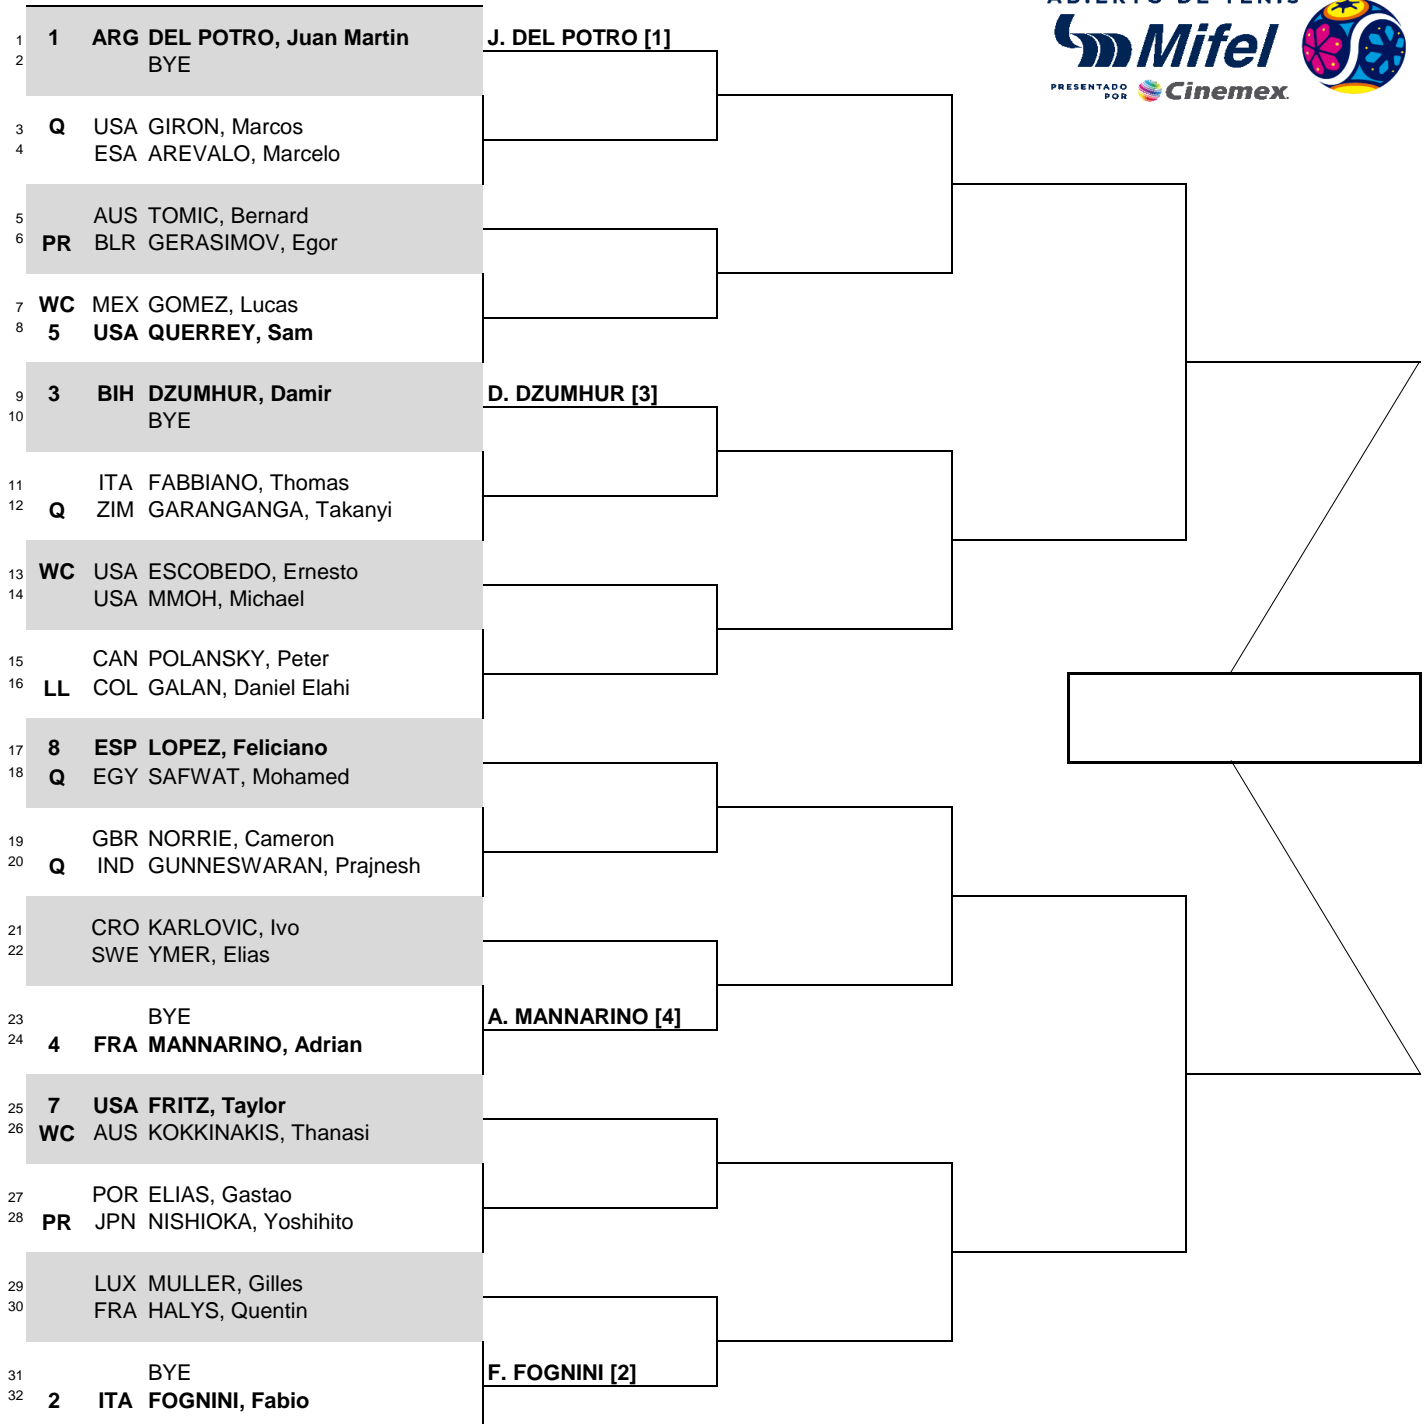 ABIERTO DE TENIS
Mifel
PRESENTADO POR Cinemex.
1 1 ARG DEL POTRO, Juan Martin J. DEL POTRO [1]
2 BYE
3 Q USA GIRON, Marcos
4 ESA AREVALO, Marcelo
5 AUS TOMIC, Bernard
6 PR BLR GERASIMOV, Egor
7 WC MEX GOMEZ, Lucas
8 5 USA QUERREY, Sam
9 3 BIH DZUMHUR, Damir D. DZUMHUR [3]
10 BYE
11 ITA FABBIANO, Thomas
12 Q ZIM GARANGANGA, Takanyi
13 WC USA ESCOBEDO, Ernesto
14 USA MMOH, Michael
15 CAN POLANSKY, Peter
16 LL COL GALAN, Daniel Elahi
17 8 ESP LOPEZ, Feliciano
18 Q EGY SAFWAT, Mohamed
19 GBR NORRIE, Cameron
20 Q IND GUNNESWARAN, Prajnesh
21 CRO KARLOVIC, Ivo
22 SWE YMER, Elias
23 BYE A. MANNARINO [4]
24 4 FRA MANNARINO, Adrian
25 7 USA FRITZ, Taylor
26 WC AUS KOKKINAKIS, Thanasi
27 POR ELIAS, Gastao
28 PR JPN NISHIOKA, Yoshihito
29 LUX MULLER, Gilles
30 FRA HALYS, Quentin
31 BYE F. FOGNINI [2]
32 2 ITA FOGNINI, Fabio